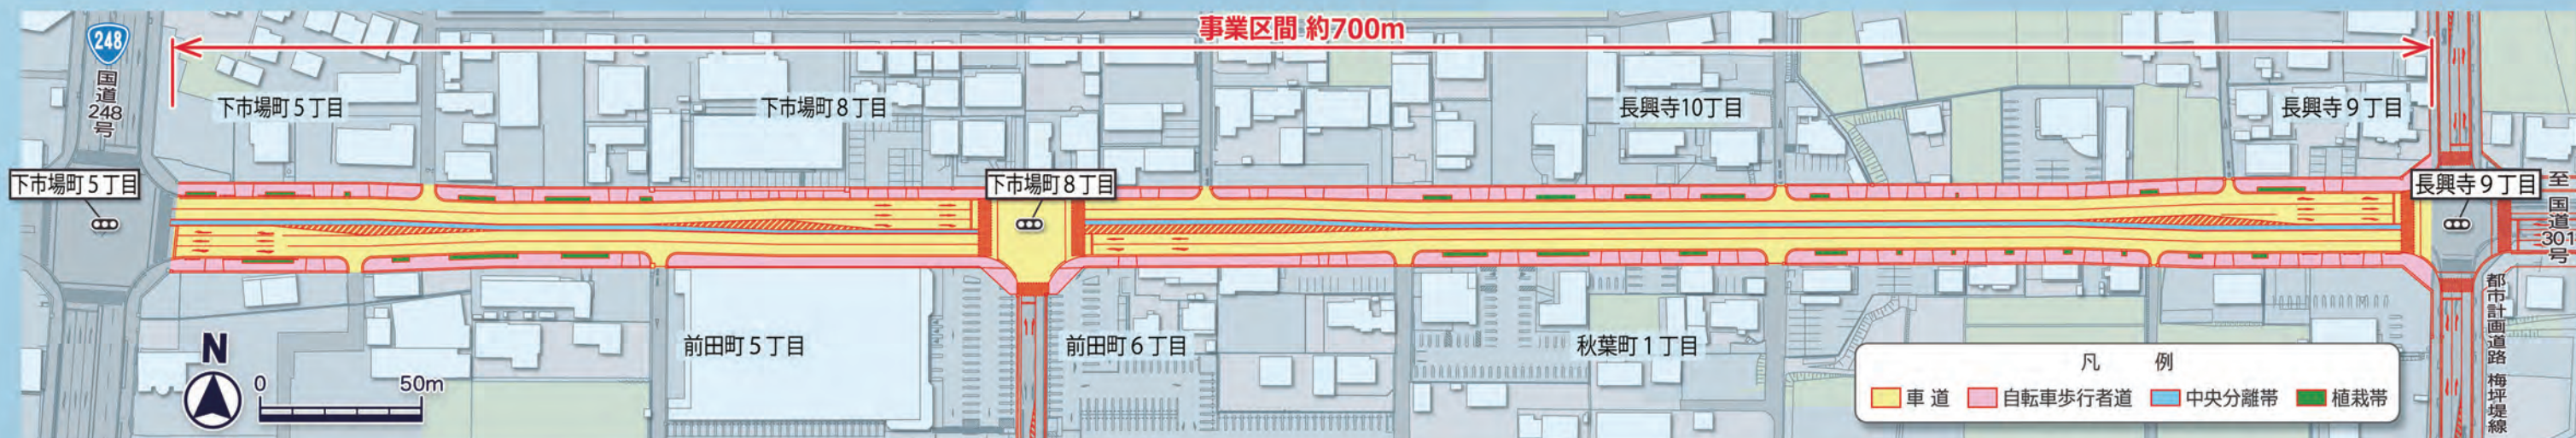 事業区間 約700m
248
国道248号
下市場町5丁目
下市場町8丁目
長興寺10丁目
長興寺9丁目
下市場町5丁目
下市場町8丁目
長興寺9丁目
至 国道301号
前田町5丁目
前田町6丁目
秋葉町1丁目
都市計画道路 梅坪堤線
N
0 50m
凡 例
車道 自転車歩行者道 中央分離帯 植栽帯